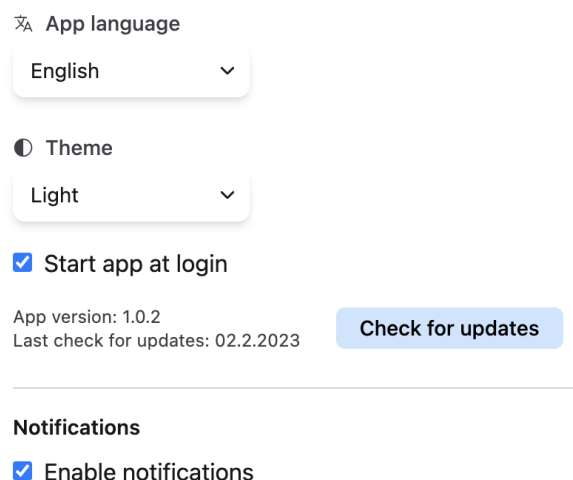 App language
English
Theme
Light
Start app at login
App version: 1.0.2
Last check for updates: 02.2.2023
Check for updates
Notifications
Enable notifications